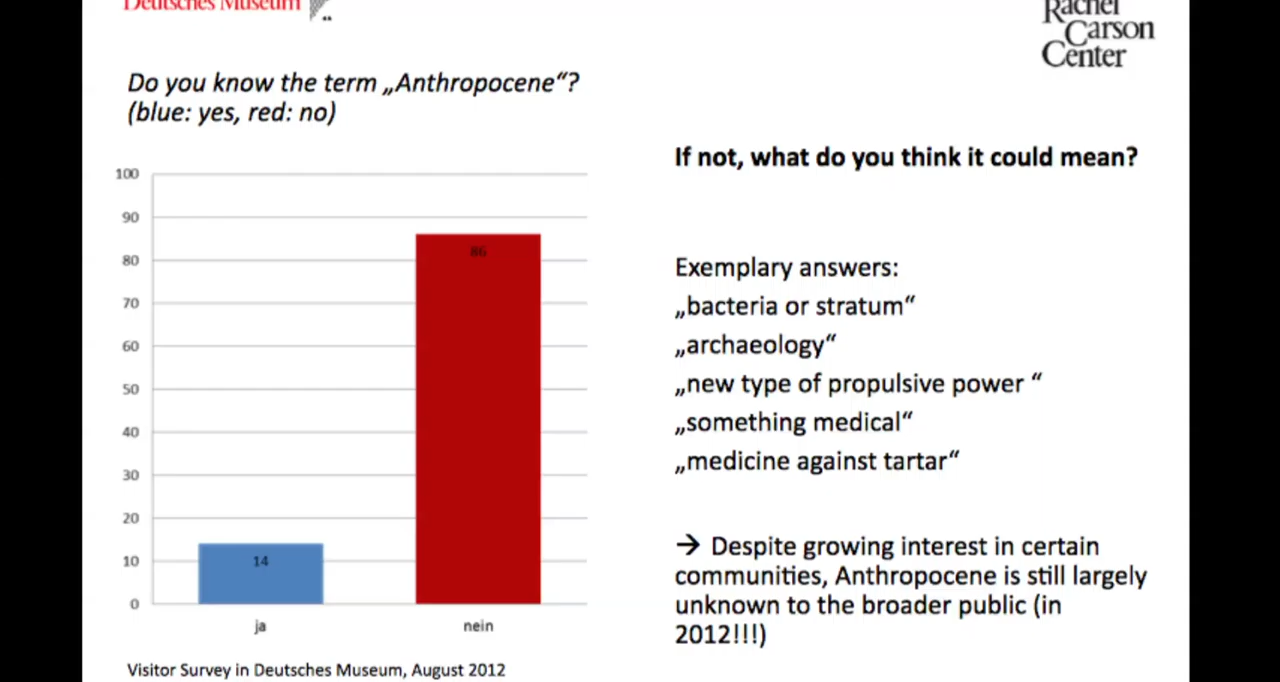 Deutsches Museum
Rachel
Carson
Center
Do you know the term „Anthropocene“?
(blue: yes, red: no)
100
90
80
70
60
50
40
30
20
10
0
86
14
ja
nein
Visitor Survey in Deutsches Museum, August 2012
If not, what do you think it could mean?
Exemplary answers:
„bacteria or stratum“
„archaeology“
„new type of propulsive power “
„something medical“
„medicine against tartar“
→ Despite growing interest in certain
communities, Anthropocene is still largely
unknown to the broader public (in
2012!!!)